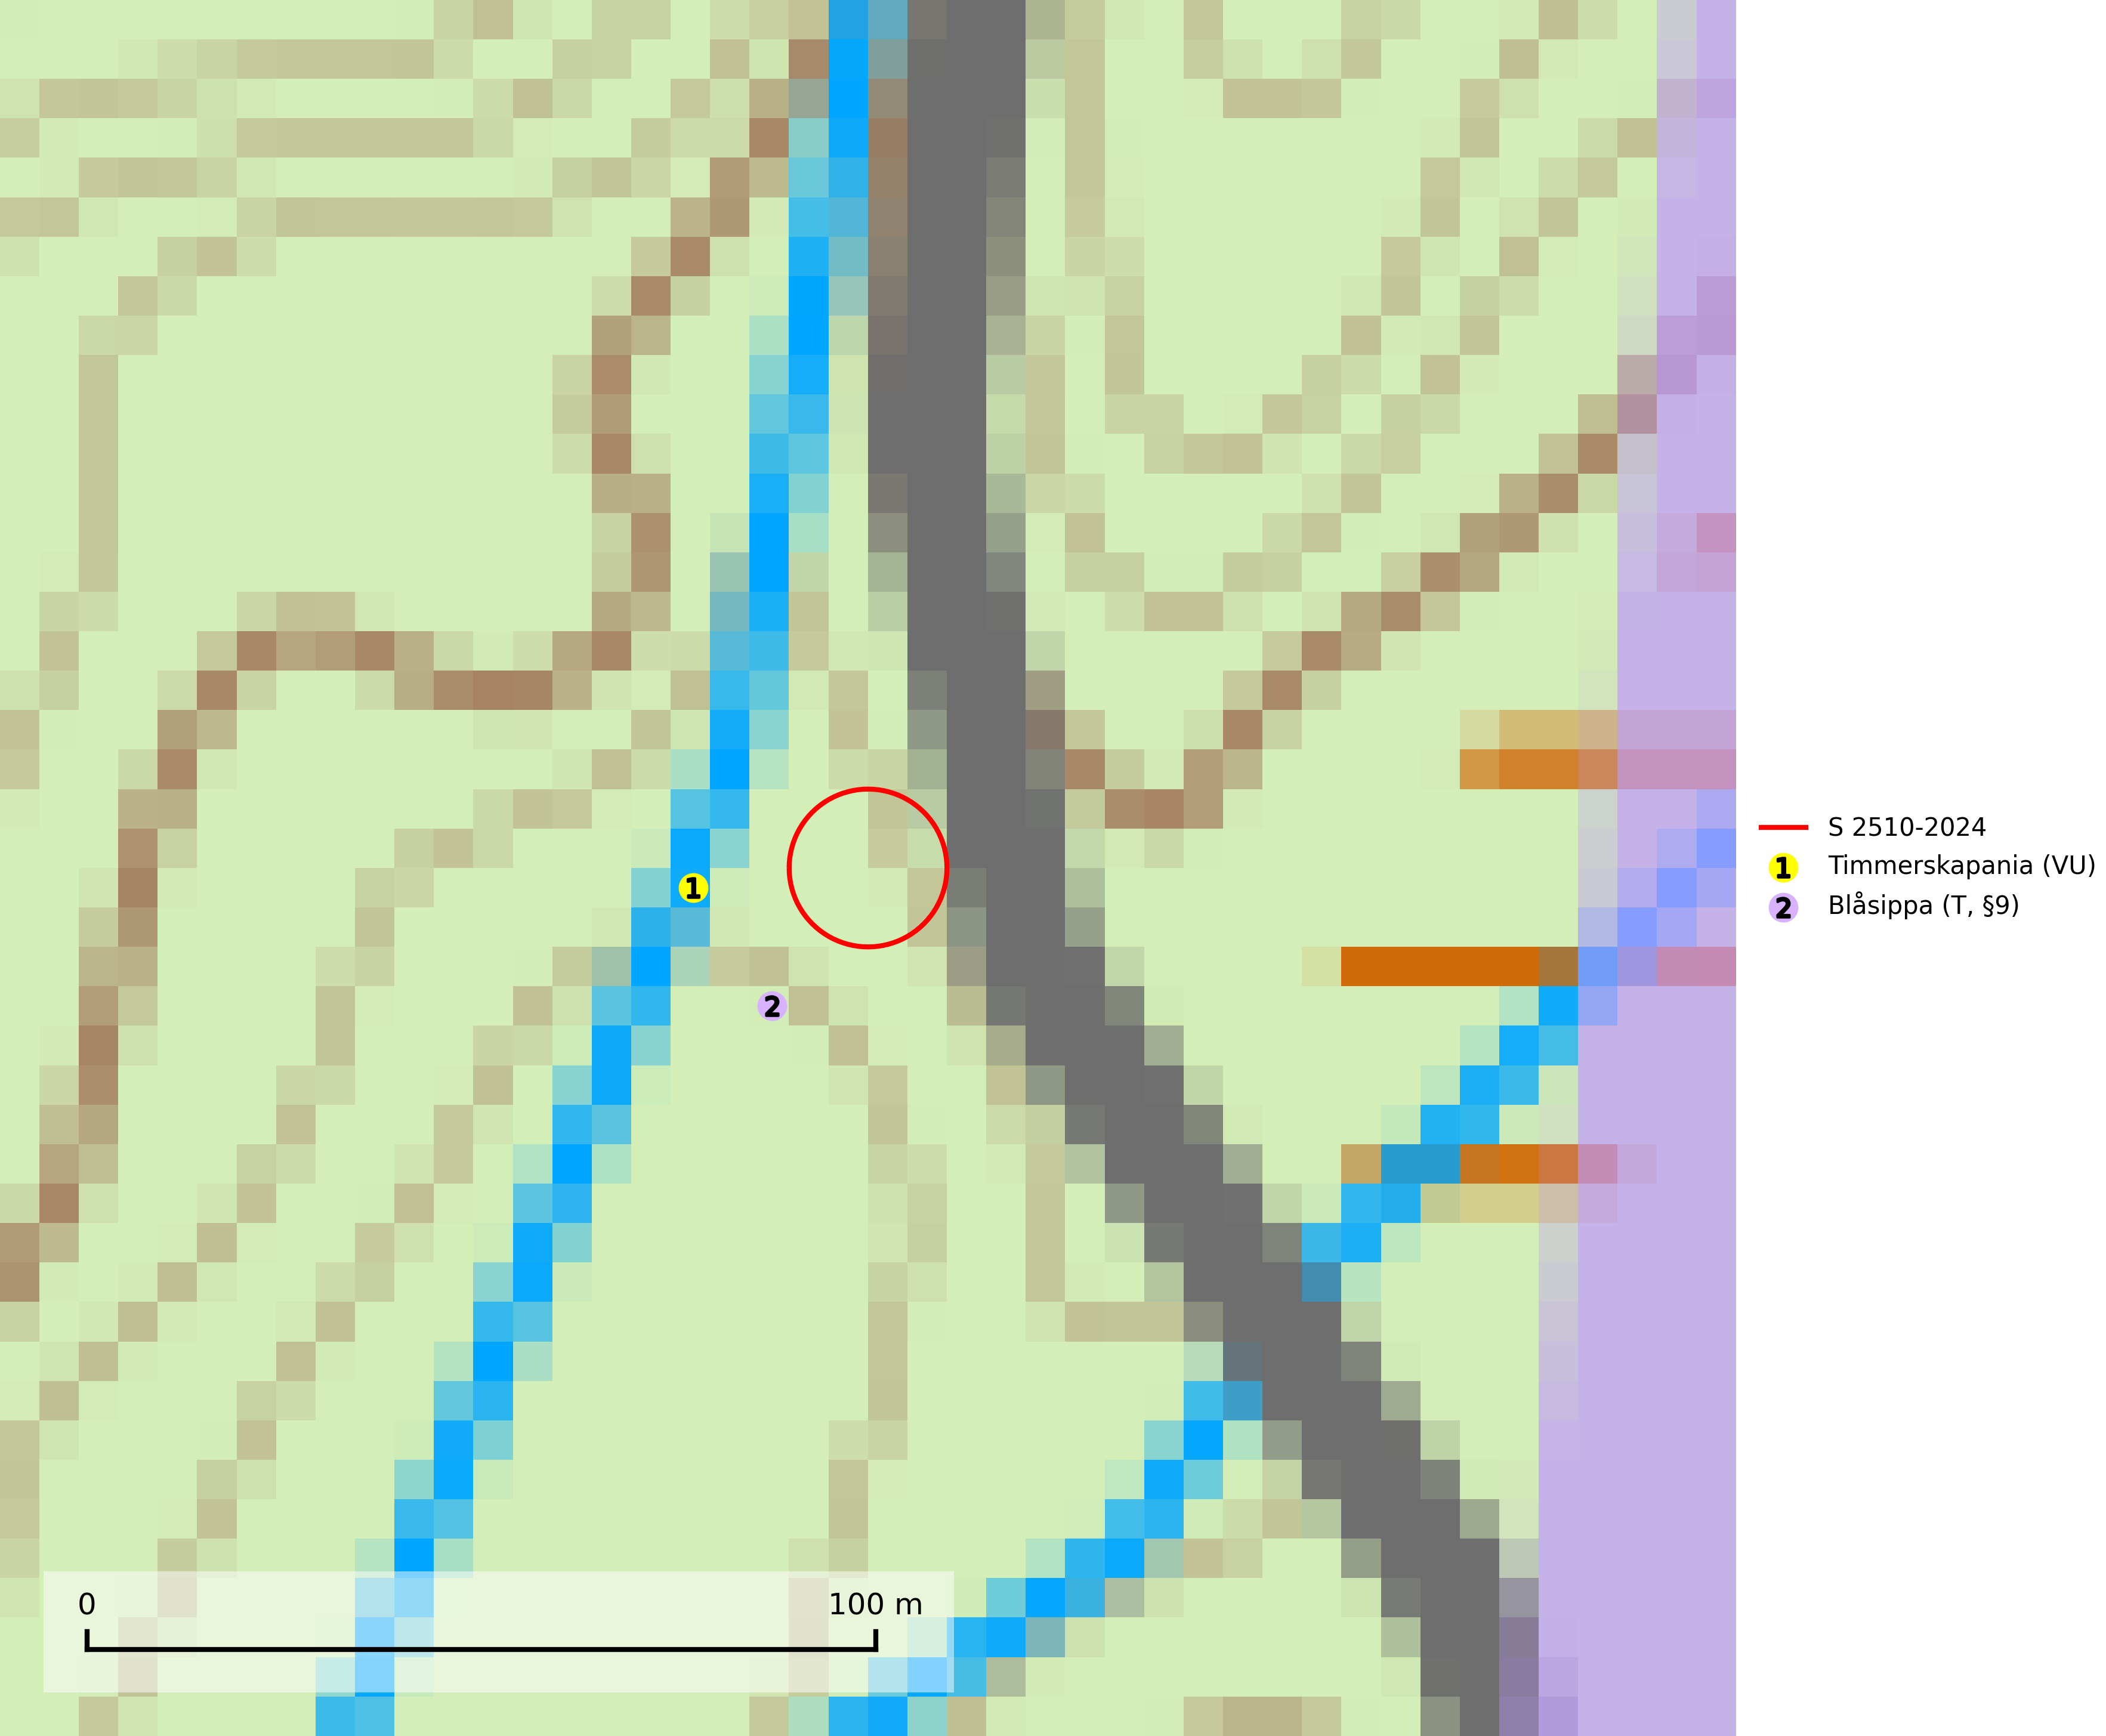 S 2510-2024
1 Timmerskapania (VU)
1
2 Blåsippa (T, §9)
2
0 100 m